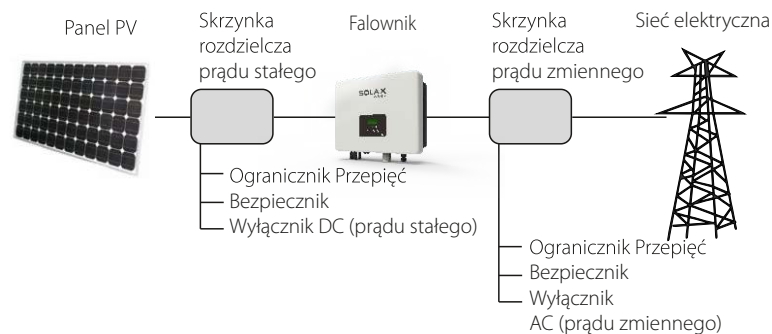 Panel PV
Skrzynka
rozdzielcza
prądu stałego
Falownik
Skrzynka
rozdzielcza
prądu zmiennego
Sieć elektryczna
SOLAX
Ogranicznik Przepięć
Bezpiecznik
Wyłącznik DC (prądu stałego)
Ogranicznik Przepięć
Bezpiecznik
Wyłącznik
AC (prądu zmiennego)